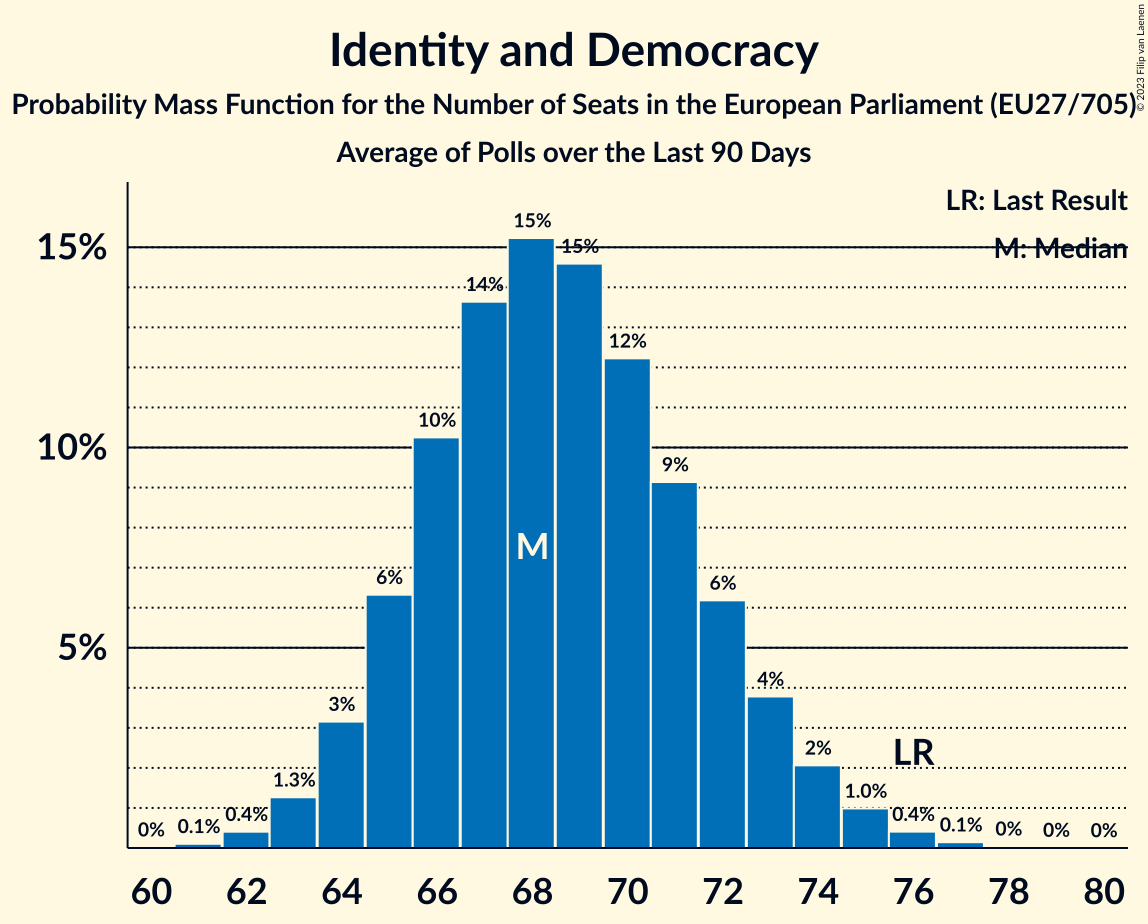 Identity and Democracy
Probability Mass Function for the Number of Seats in the European Parliament (EU27/705)
Average of Polls over the Last 90 Days
© 2023 Filip van Laenen
LR: Last Result
M: Median
15%
10%
5%
0%
0.1%
0.4%
1.3%
3%
6%
10%
14%
15%
15%
12%
9%
6%
4%
2%
1.0%
0.4%
0.1%
0%
0%
0%
M
LR
60 62 64 66 68 70 72 74 76 78 80